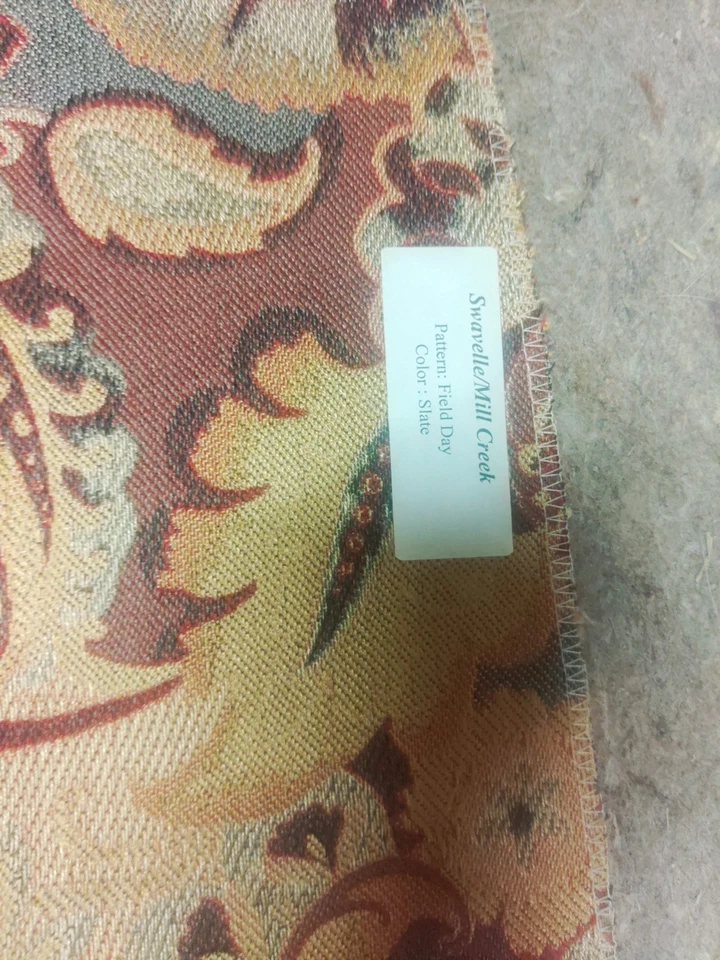 Swavelle/Mill Creek
Pattern: Field Day
Color : Slate